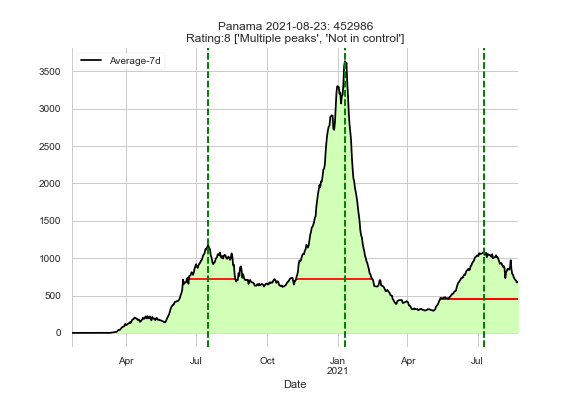 Panama 2021-08-23: 452986
Rating:8 ['Multiple peaks', 'Not in control']
Average-7d
3500
3000
2500
2000
1500
1000
500
0
Apr Jul Oct Jan Apr Jul
2021
Date